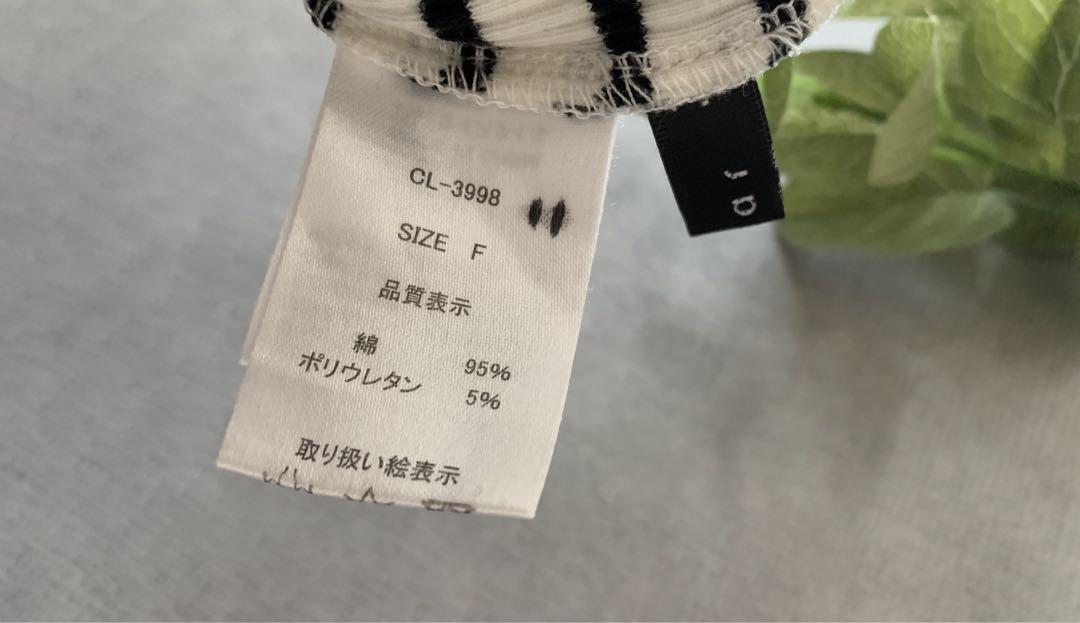 CL-3998
SIZE F
品質表示
綿 95%
ポリウレタン 5%
取り扱い絵表示